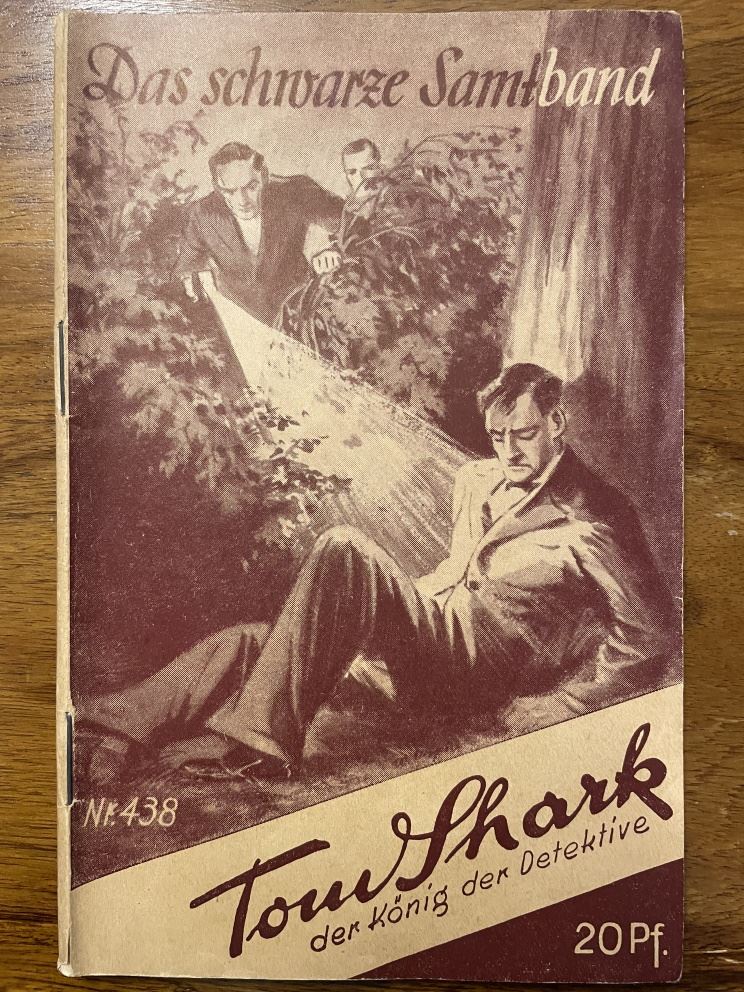 Das schwarze Samtband
Nr. 438
Tom Shark
der König der Detektive
20 Pf.